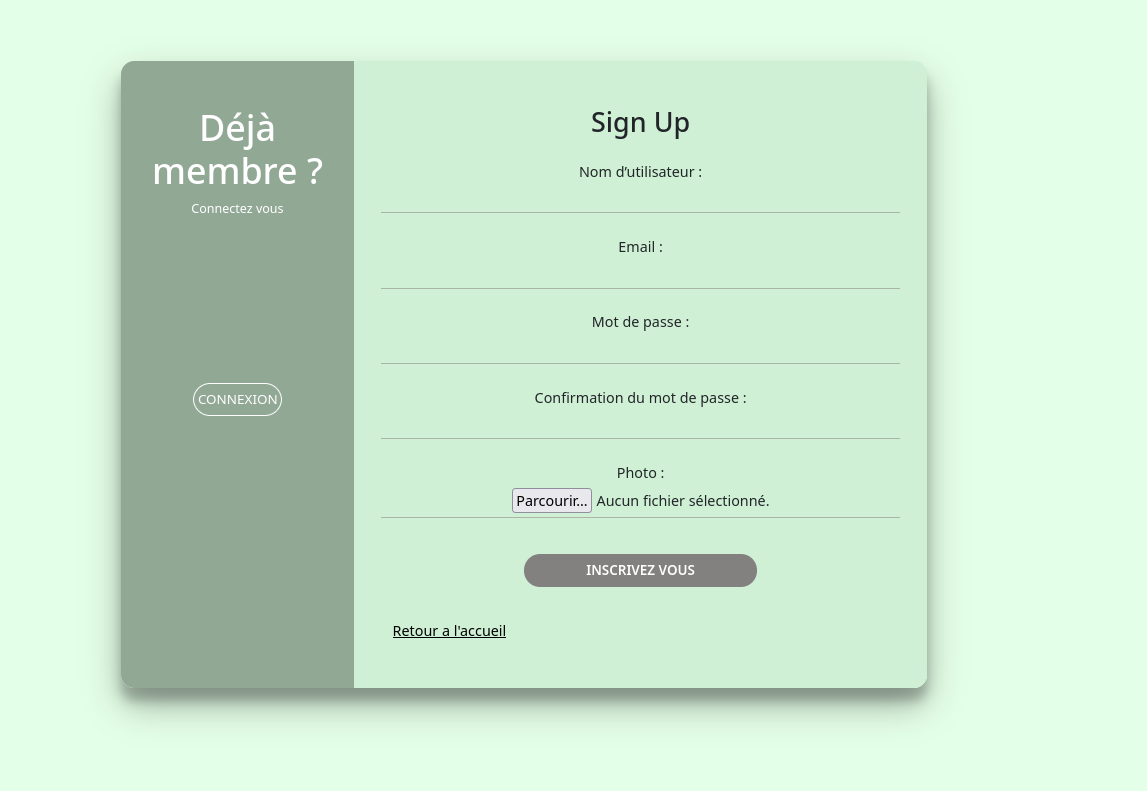 Déjà
membre ?
Connectez vous
CONNEXION
Sign Up
Nom d’utilisateur :
Email :
Mot de passe :
Confirmation du mot de passe :
Photo :
Parcourir... Aucun fichier sélectionné.
INSCRIVEZ VOUS
Retour a l'accueil